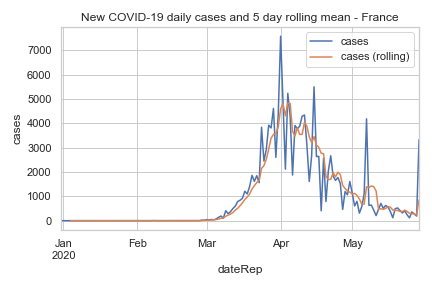 New COVID-19 daily cases and 5 day rolling mean - France
cases
cases (rolling)
7000
6000
5000
4000
3000
2000
1000
0
cases
Jan
2020
Feb
Mar
Apr
May
dateRep